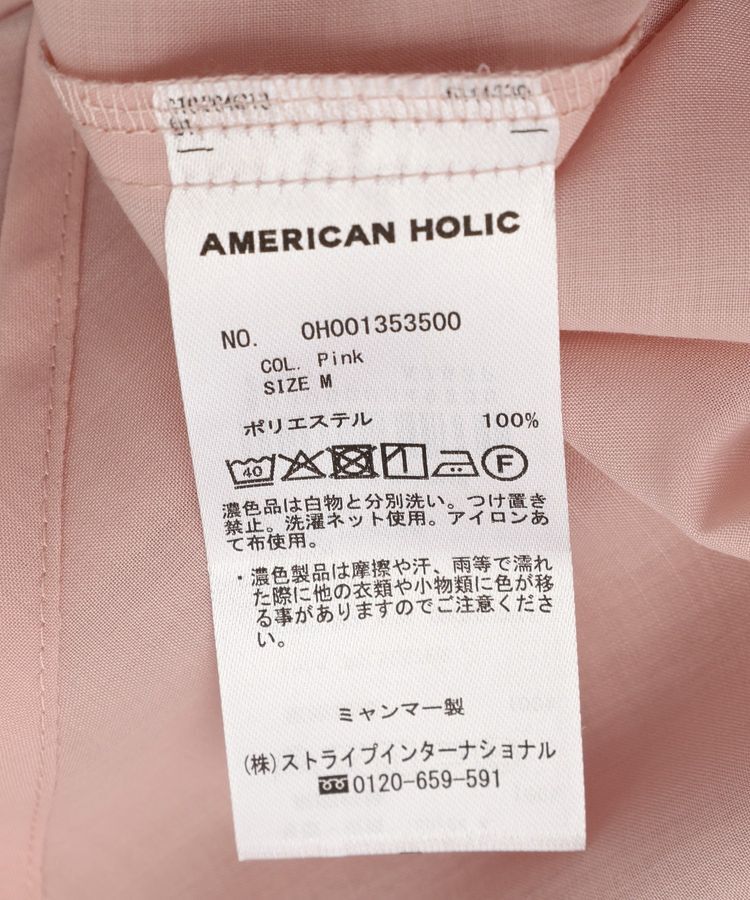 AMERICAN HOLIC
NO. 0H001353500
COL. Pink
SIZE M
ポリエステル 100%
40 F
濃色品は白物と分別洗い。つけ置き
禁止。洗濯ネット使用。アイロンあ
て布使用。
・濃色製品は摩擦や汗、雨等で濡れ
た際に他の衣類や小物類に色が移
る事がありますのでご注意くださ
い。
ミャンマー製
(株)ストライプインターナショナル
0120-659-591